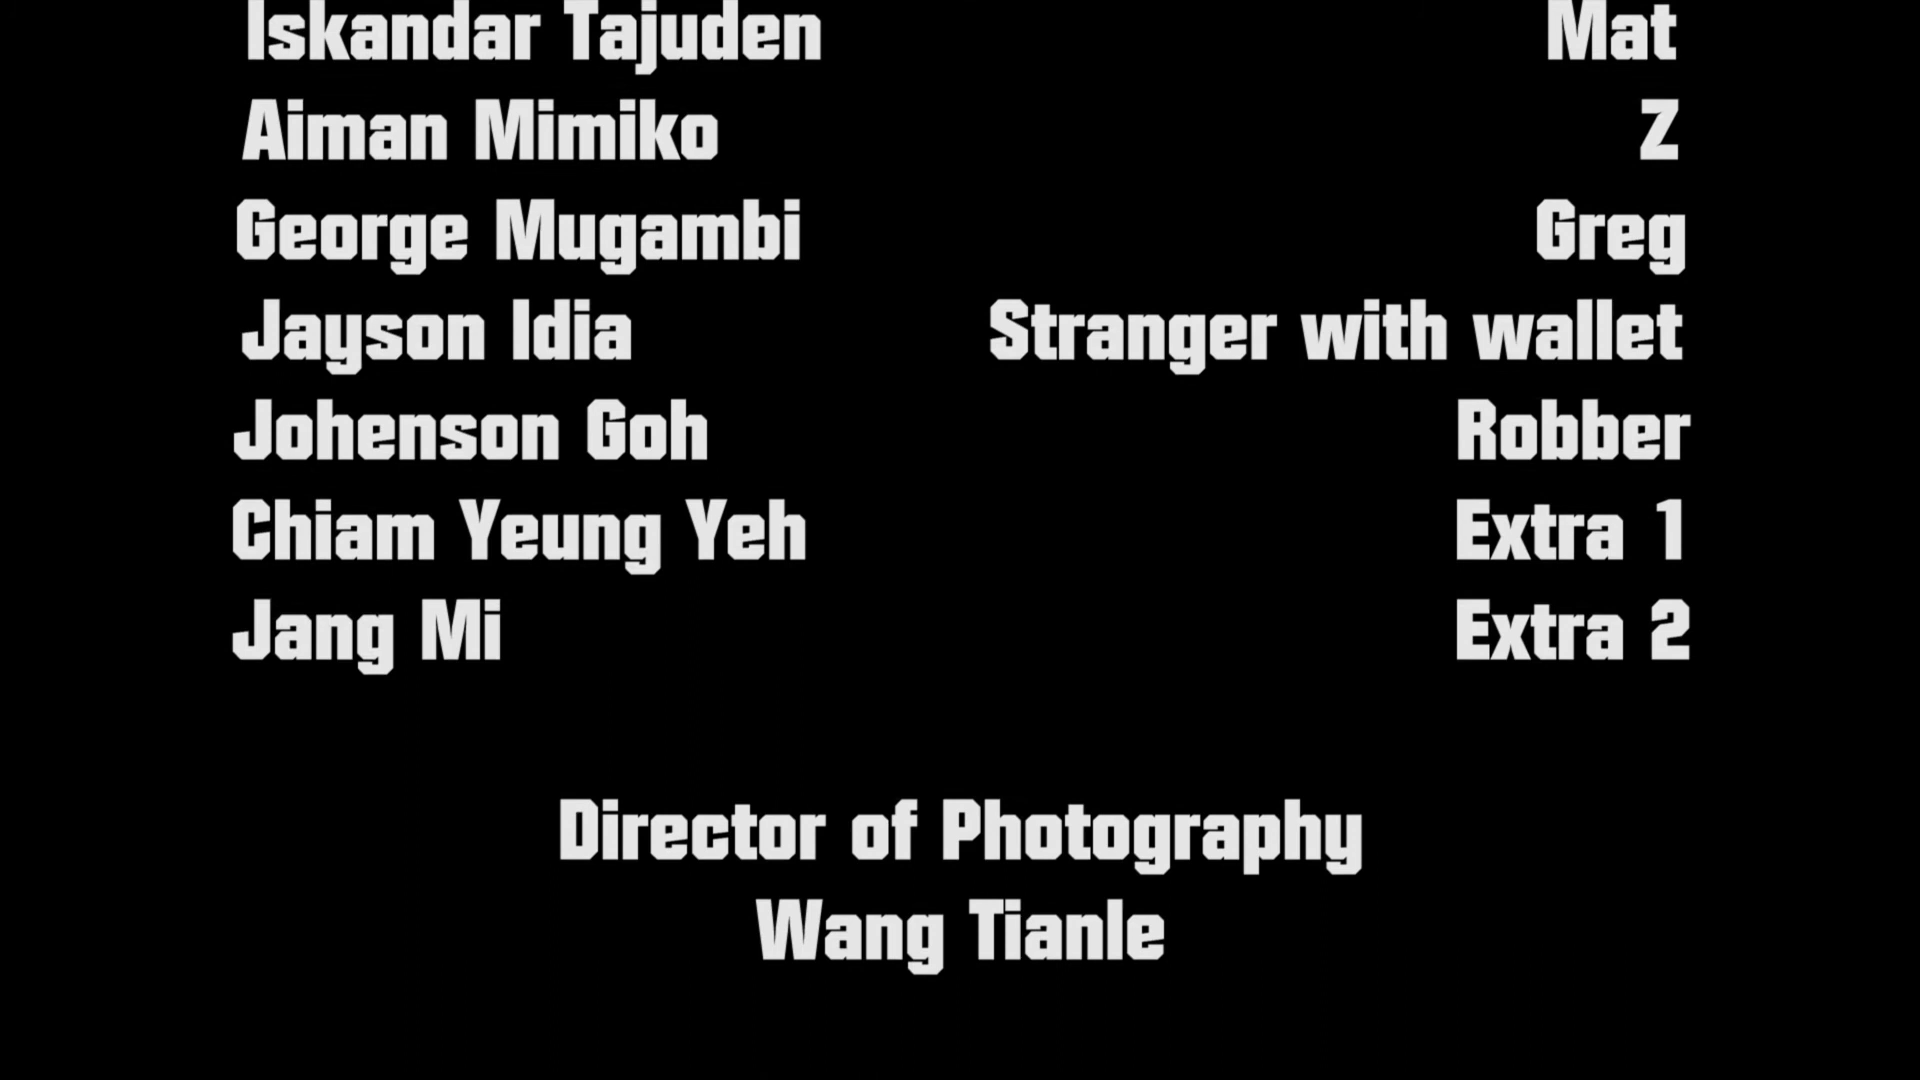 Iskandar Tajuden Mat
Aiman Mimiko Z
George Mugambi Greg
Jayson Idia Stranger with wallet
Johenson Goh Robber
Chiam Yeung Yeh Extra 1
Jang Mi Extra 2
Director of Photography
Wang Tianle